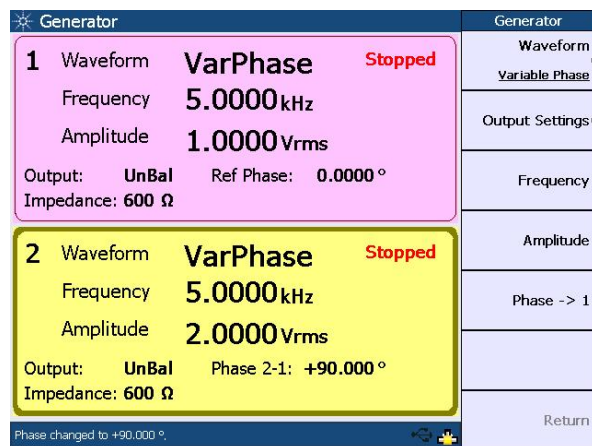 Generator
1 Waveform VarPhase Stopped
Frequency 5.0000 kHz
Amplitude 1.0000 Vrms
Output: UnBal Ref Phase: 0.0000 °
Impedance: 600 Ω
2 Waveform VarPhase Stopped
Frequency 5.0000 kHz
Amplitude 2.0000 Vrms
Output: UnBal Phase 2-1: +90.000 °
Impedance: 600 Ω
Phase changed to +90.000 °.
Generator
Waveform
Variable Phase
Output Settings
Frequency
Amplitude
Phase -> 1
Return